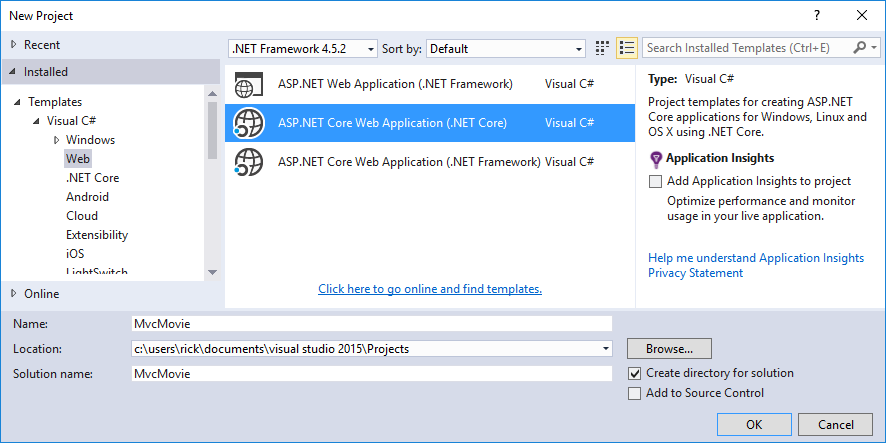 New Project
? 
Recent
.NET Framework 4.5.2
Sort by: Default
Search Installed Templates (Ctrl+E)
Installed
Templates
Visual C#
Windows
Web
.NET Core
Android
Cloud
Extensibility
iOS
LightSwitch
Online
ASP.NET Web Application (.NET Framework) Visual C#
ASP.NET Core Web Application (.NET Core) Visual C#
ASP.NET Core Web Application (.NET Framework) Visual C#
Click here to go online and find templates.
Type: Visual C#
Project templates for creating ASP.NET
Core applications for Windows, Linux and
OS X using .NET Core.
Application Insights
Add Application Insights to project
Optimize performance and monitor
usage in your live application.
Help me understand Application Insights
Privacy Statement
Name: MvcMovie
Location: c:\users\rick\documents\visual studio 2015\Projects
Browse...
Solution name: MvcMovie
Create directory for solution
Add to Source Control
OK
Cancel